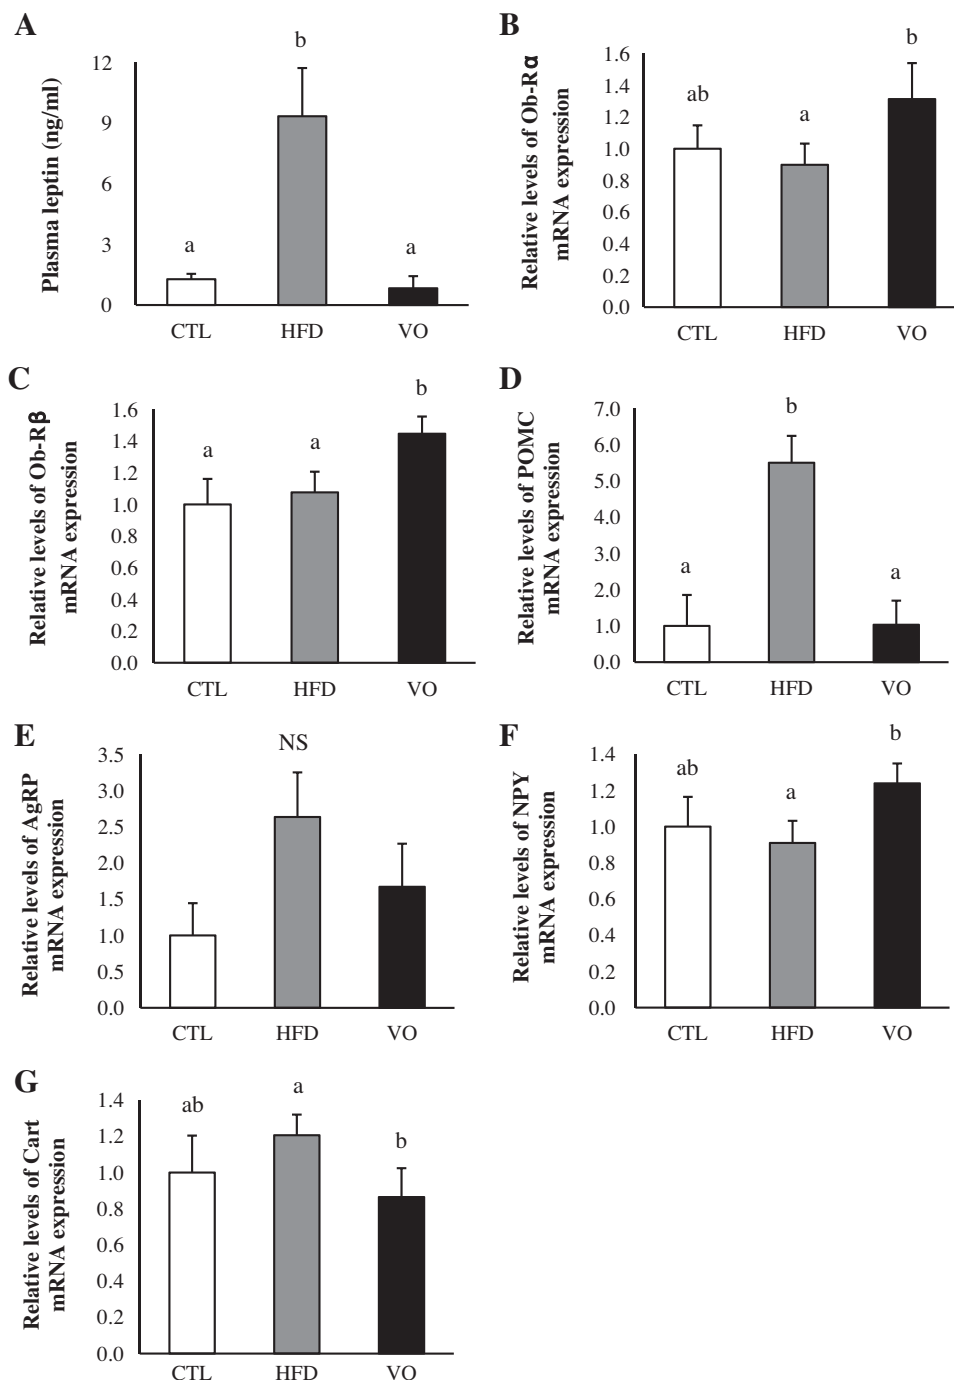 A
Plasma leptin (ng/ml)
12
9
6
3
0
a
b
a
CTL
HFD
VO
B
Relative levels of Ob-Rα
mRNA expression
1.6
1.4
1.2
1.0
0.8
0.6
0.4
0.2
0.0
ab
a
b
CTL
HFD
VO
C
Relative levels of Ob-Rβ
mRNA expression
1.6
1.4
1.2
1.0
0.8
0.6
0.4
0.2
0.0
a
a
b
CTL
HFD
VO
D
Relative levels of POMC
mRNA expression
7.0
6.0
5.0
4.0
3.0
2.0
1.0
0.0
a
b
a
CTL
HFD
VO
E
Relative levels of AgRP
mRNA expression
3.5
3.0
2.5
2.0
1.5
1.0
0.5
0.0
NS
CTL
HFD
VO
F
Relative levels of NPY
mRNA expression
1.4
1.2
1.0
0.8
0.6
0.4
0.2
0.0
ab
a
b
CTL
HFD
VO
G
Relative levels of Cart
mRNA expression
1.4
1.2
1.0
0.8
0.6
0.4
0.2
0.0
ab
a
b
CTL
HFD
VO